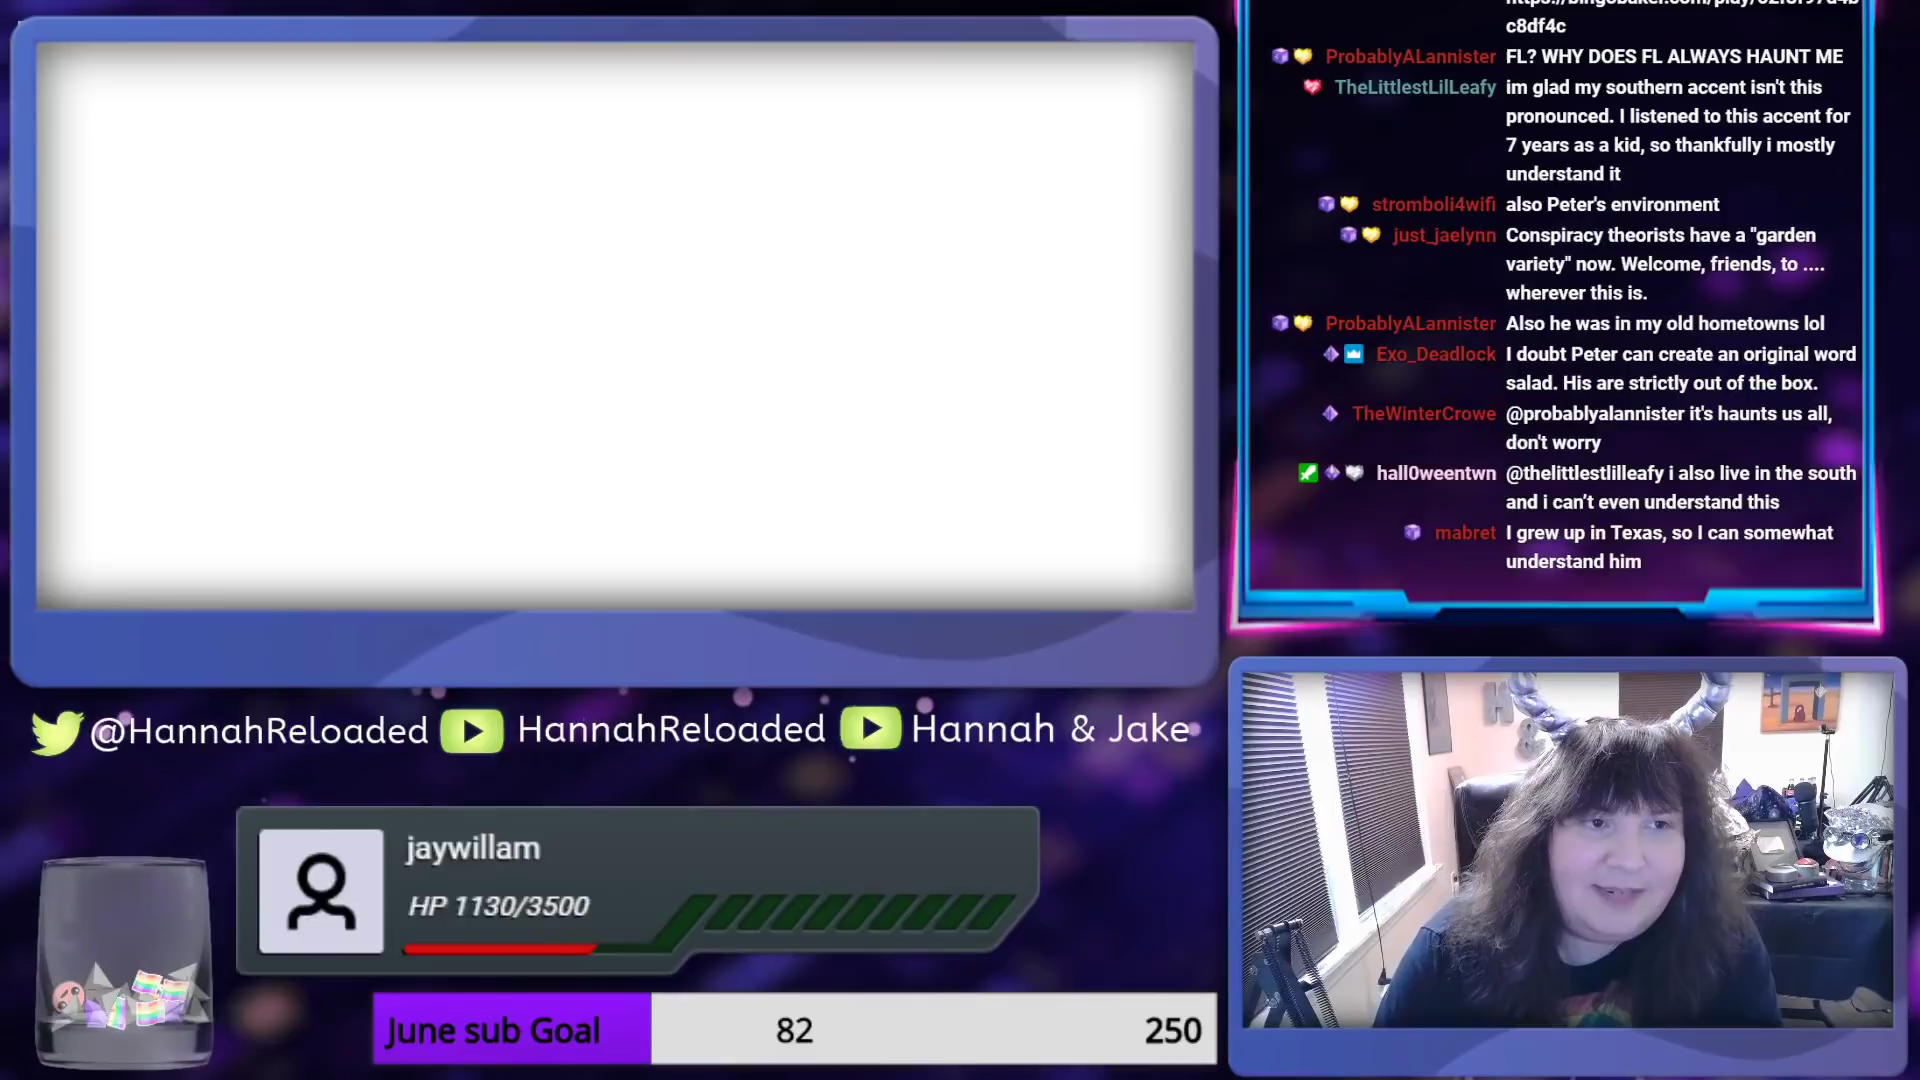 c8df4c
ProbablyALannister FL? WHY DOES FL ALWAYS HAUNT ME
TheLittlestLilLeafy im glad my southern accent isn't this
pronounced. I listened to this accent for
7 years as a kid, so thankfully i mostly
understand it
stromboli4wifi also Peter's environment
just_jaelynn Conspiracy theorists have a "garden
variety" now. Welcome, friends, to ....
wherever this is.
ProbablyALannister Also he was in my old hometowns lol
Exo_Deadlock I doubt Peter can create an original word
salad. His are strictly out of the box.
TheWinterCrowe @probablyalannister it's haunts us all,
don't worry
hall0weentwn @thelittlestlilleafy i also live in the south
and i can’t even understand this
mabret I grew up in Texas, so I can somewhat
understand him
@HannahReloaded HannahReloaded Hannah & Jake
jaywillam
HP 1130/3500
June sub Goal 82 250
H
&